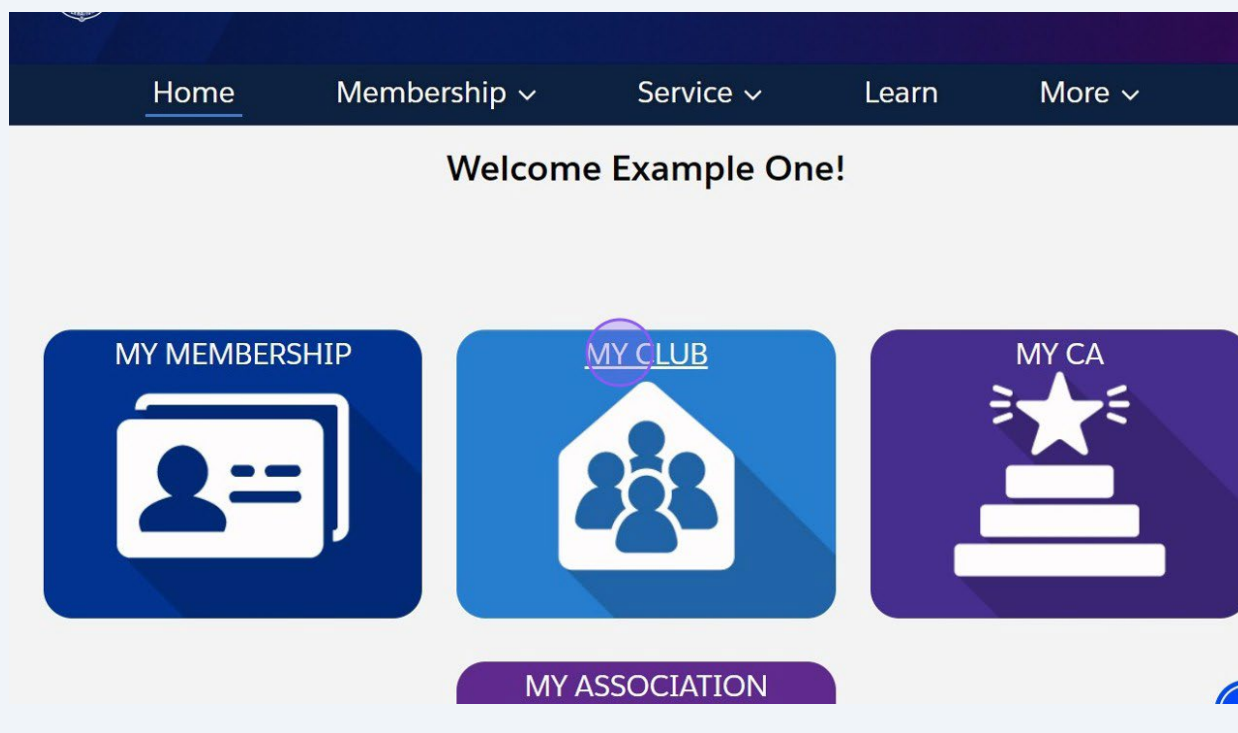 Home Membership Service Learn More
Welcome Example One!
MY MEMBERSHIP
MY CLUB
MY CA
MY ASSOCIATION